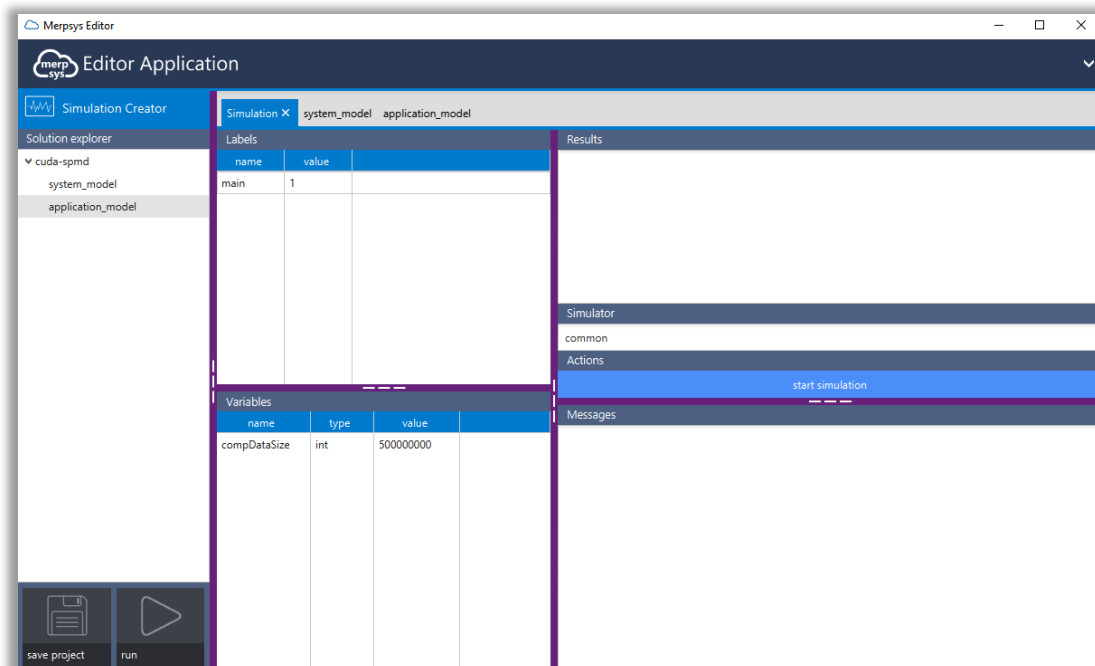 Merpsys Editor
merp sys Editor Application
Simulation Creator
Solution explorer
cuda-spmd
system_model
application_model
save project
run
Simulation system_model application_model
Labels
name value
main 1
Variables
name type value
compDataSize int 500000000
Results
Simulator
common
Actions
start simulation
Messages